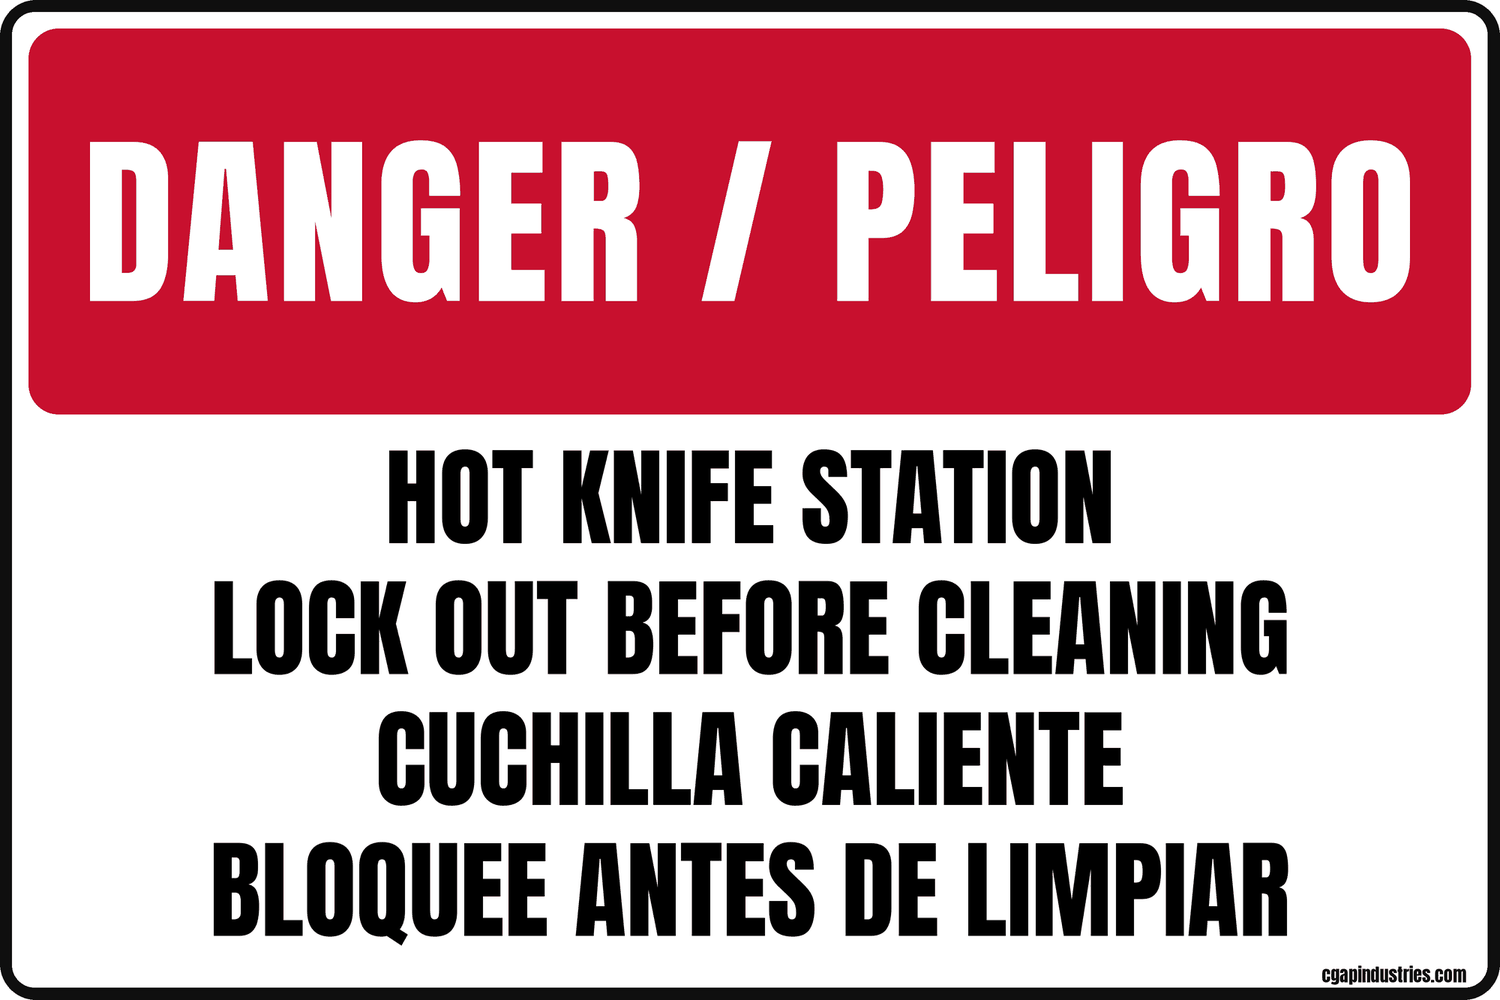 DANGER / PELIGRO
HOT KNIFE STATION
LOCK OUT BEFORE CLEANING
CUCHILLA CALIENTE
BLOQUEE ANTES DE LIMPIAR
cgapindustries.com